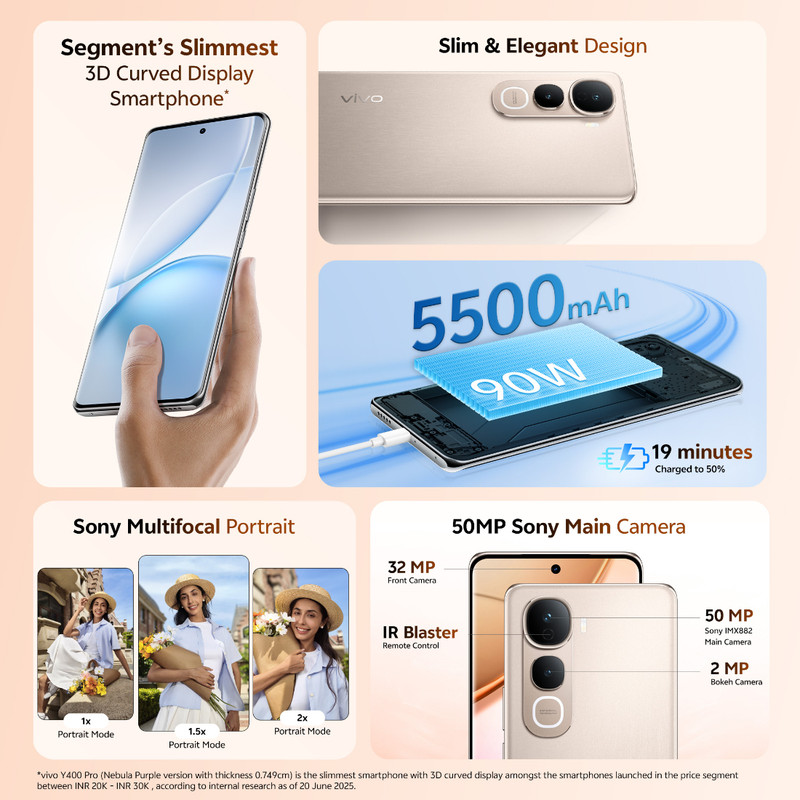 Segment's Slimmest
3D Curved Display
Smartphone*
Slim & Elegant Design
vivo
5500mAh
90W
19 minutes
Charged to 50%
Sony Multifocal Portrait
1x
Portrait Mode
1.5x
Portrait Mode
2x
Portrait Mode
50MP Sony Main Camera
32 MP
Front Camera
IR Blaster
Remote Control
50 MP
Sony IMX882
Main Camera
2 MP
Bokeh Camera
*vivo Y400 Pro (Nebula Purple version with thickness 0.749cm) is the slimmest smartphone with 3D curved display amongst the smartphones launched in the price segment
between INR 20K - INR 30K , according to internal research as of 20 June 2025.